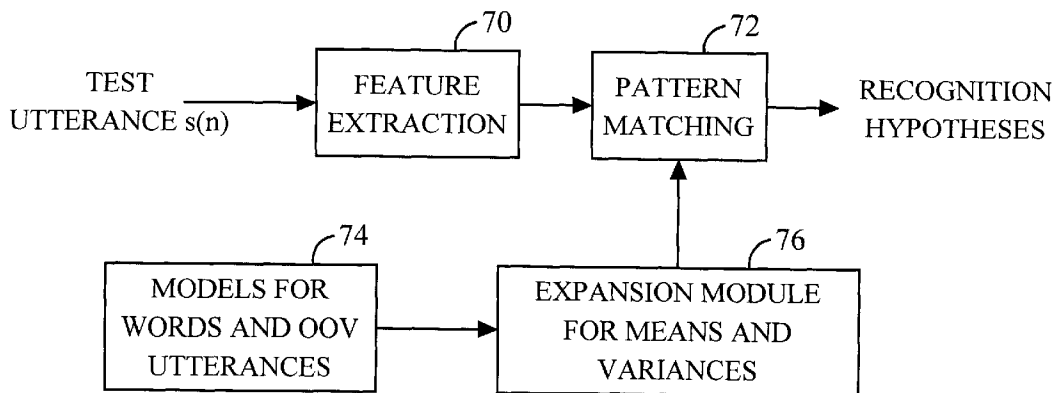 70
72
TEST
UTTERANCE s(n)
FEATURE
EXTRACTION
PATTERN
MATCHING
RECOGNITION
HYPOTHESES
74
76
MODELS FOR
WORDS AND OOV
UTTERANCES
EXPANSION MODULE
FOR MEANS AND
VARIANCES